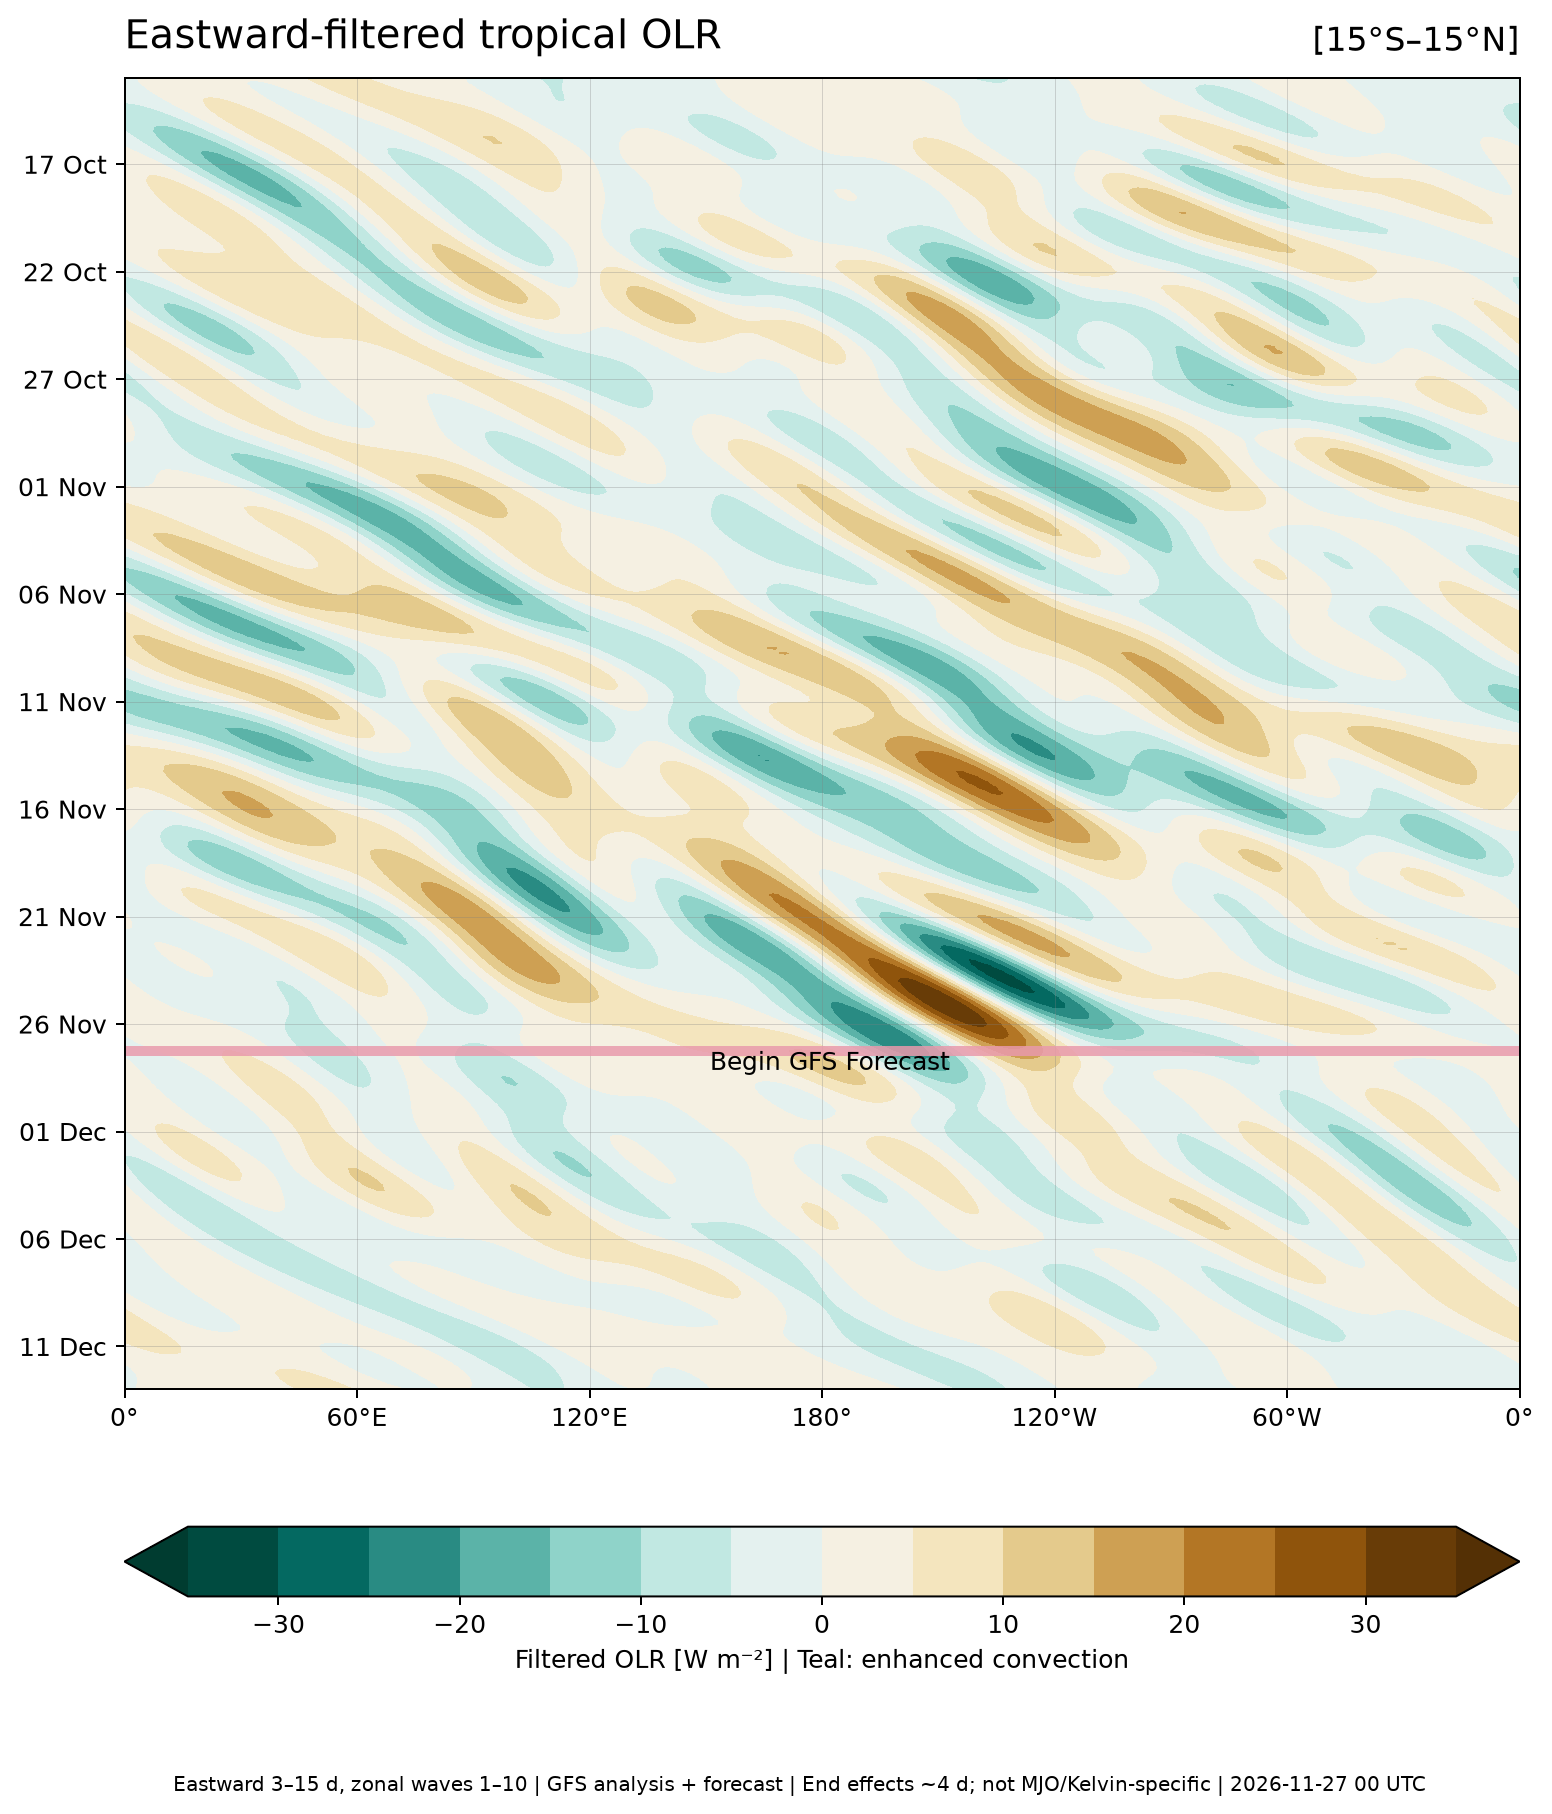 Eastward-filtered tropical OLR
[15°S–15°N]
17 Oct
22 Oct
27 Oct
01 Nov
06 Nov
11 Nov
16 Nov
21 Nov
26 Nov
Begin GFS Forecast
01 Dec
06 Dec
11 Dec
0° 60°E 120°E 180° 120°W 60°W 0°
−30 −20 −10 0 10 20 30
Filtered OLR [W m⁻²] | Teal: enhanced convection
Eastward 3–15 d, zonal waves 1–10 | GFS analysis + forecast | End effects ~4 d; not MJO/Kelvin-specific | 2026-11-27 00 UTC